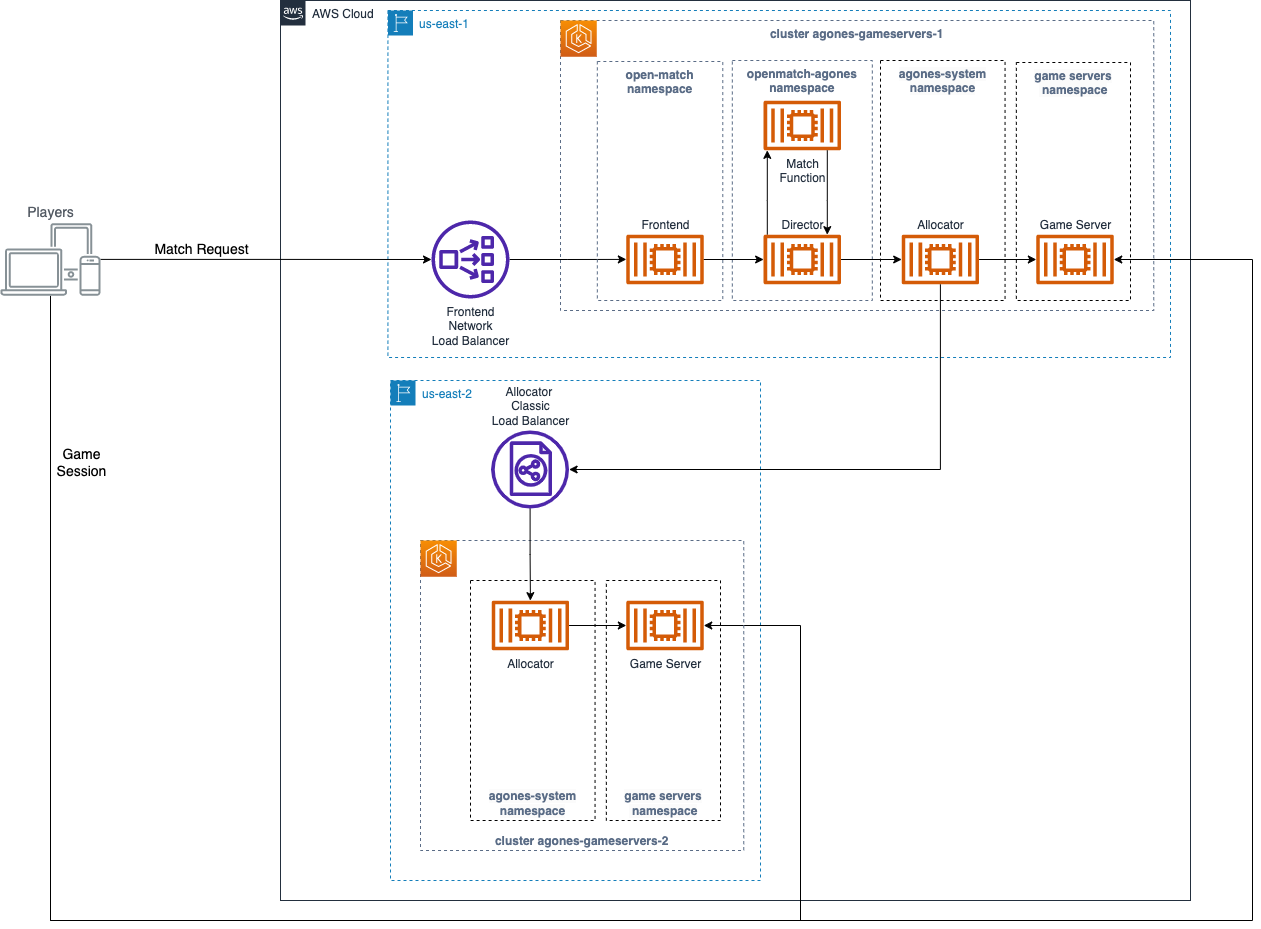 aws
AWS Cloud
us-east-1
cluster agones-gameservers-1
open-match
namespace
openmatch-agones
namespace
agones-system
namespace
game servers
namespace
Match
Function
Players
Match Request
Frontend
Director
Allocator
Game Server
Frontend
Network
Load Balancer
us-east-2
Allocator
Classic
Load Balancer
Game
Session
K
K
Allocator
Game Server
agones-system
namespace
game servers
namespace
cluster agones-gameservers-2